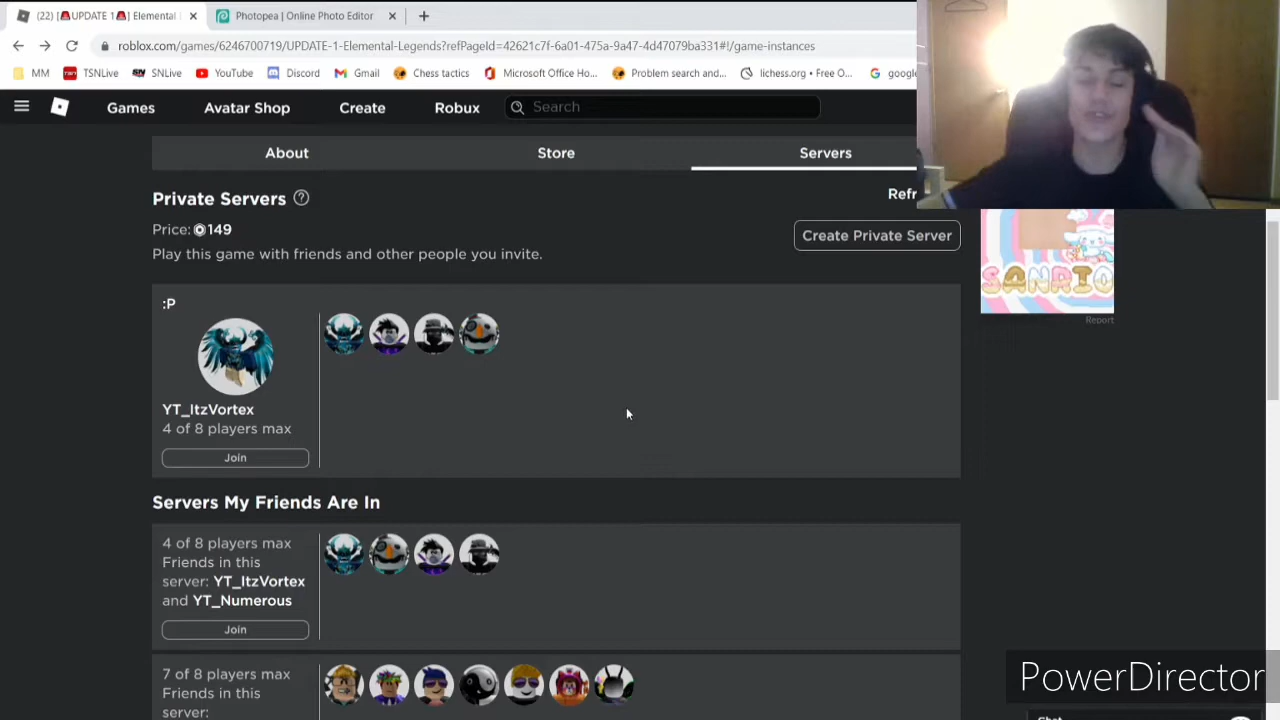 (22) [🚨UPDATE 1🚨] Elemental
Photopea | Online Photo Editor
roblox.com/games/6246700719/UPDATE-1-Elemental-Legends?refPageId=42621c7f-6a01-475a-9a47-4d47079ba331#!/game-instances
MM TSNLive SNLive YouTube Discord Gmail Chess tactics Microsoft Office Ho... Problem search and... lichess.org • Free O... google
Games Avatar Shop Create Robux Search
About Store Servers
Private Servers
Refr
Price: 149
Create Private Server
Play this game with friends and other people you invite.
SANRIO
Report
:P
YT_ItzVortex
4 of 8 players max
Join
Servers My Friends Are In
4 of 8 players max
Friends in this
server: YT_ItzVortex
and YT_Numerous
Join
7 of 8 players max
Friends in this
server:
PowerDirector
Chat